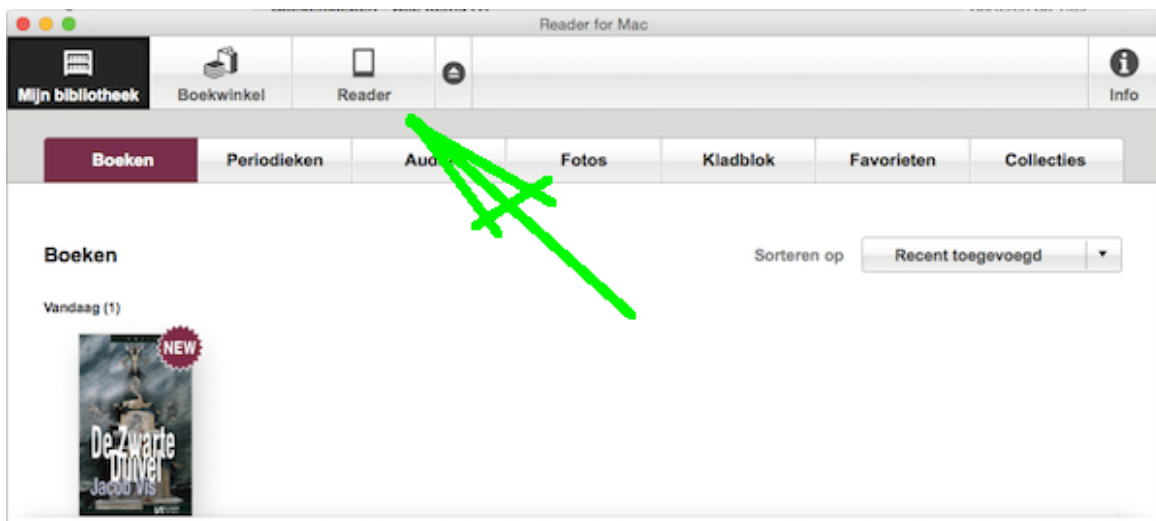 Reader for Mac
Mijn bibliotheek Boekwinkel Reader Info
Boeken Periodieken Fotos Kladblok Favorieten Collecties
Boeken Sorteren op Recent toegevoegd
Vandaag (1)
NEW
De Zwarte
Duivel
Jacob Vis